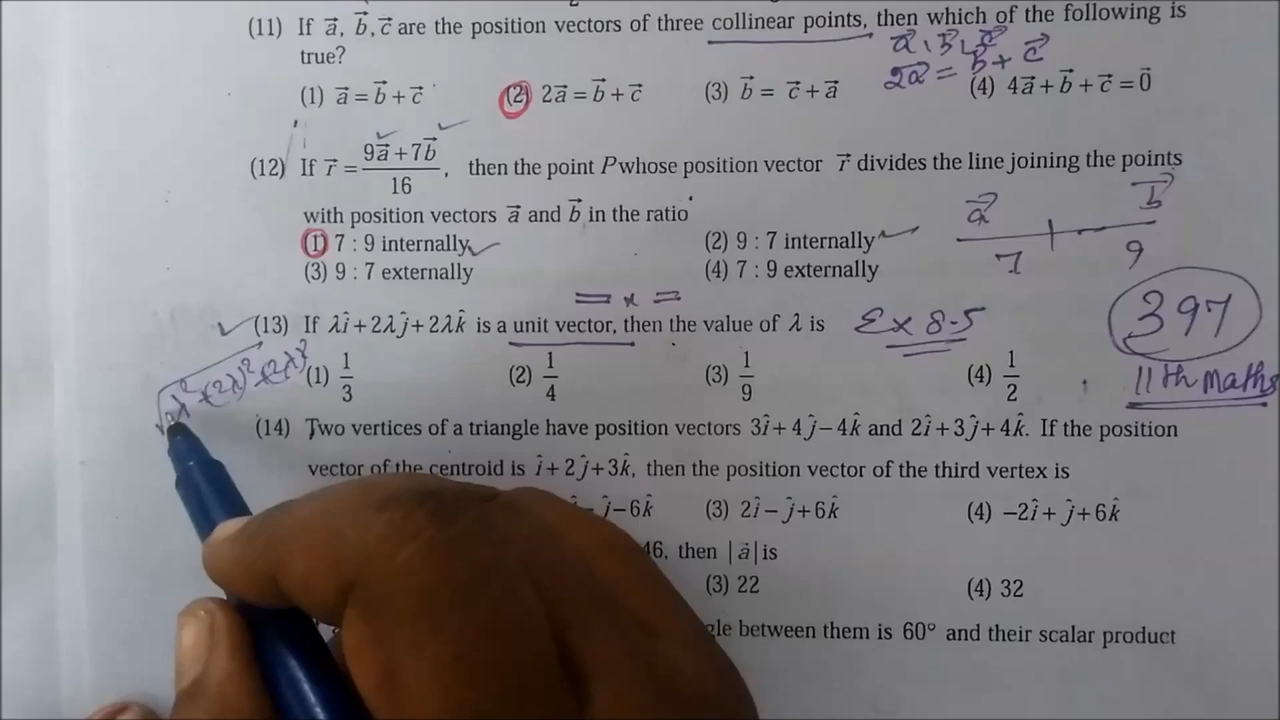 (11) If a⃗, b⃗, c⃗ are the position vectors of three collinear points, then which of the following is
true?
a⃗, b⃗, c⃗
2a⃗ = b⃗ + c⃗
(1) a⃗ = b⃗ + c⃗ (2) 2a⃗ = b⃗ + c⃗ (3) b⃗ = c⃗ + a⃗ (4) 4a⃗ + b⃗ + c⃗ = 0⃗
(12) If r⃗ = (9a⃗ + 7b⃗)/16, then the point P whose position vector r⃗ divides the line joining the points
with position vectors a⃗ and b⃗ in the ratio
a⃗ b⃗
7 9
(1) 7 : 9 internally (2) 9 : 7 internally
(3) 9 : 7 externally (4) 7 : 9 externally
= x =
(13) If λî + 2λĵ + 2λk̂ is a unit vector, then the value of λ is Ex 8.5
397
11th maths
(1) 1/3 (2) 1/4 (3) 1/9 (4) 1/2
(14) Two vertices of a triangle have position vectors 3î + 4ĵ − 4k̂ and 2î + 3ĵ + 4k̂. If the position
vector of the centroid is î + 2ĵ + 3k̂, then the position vector of the third vertex is
ĵ − 6k̂ (3) 2î − ĵ + 6k̂ (4) −2î + ĵ + 6k̂
46, then |a⃗| is
(3) 22 (4) 32
between them is 60° and their scalar product